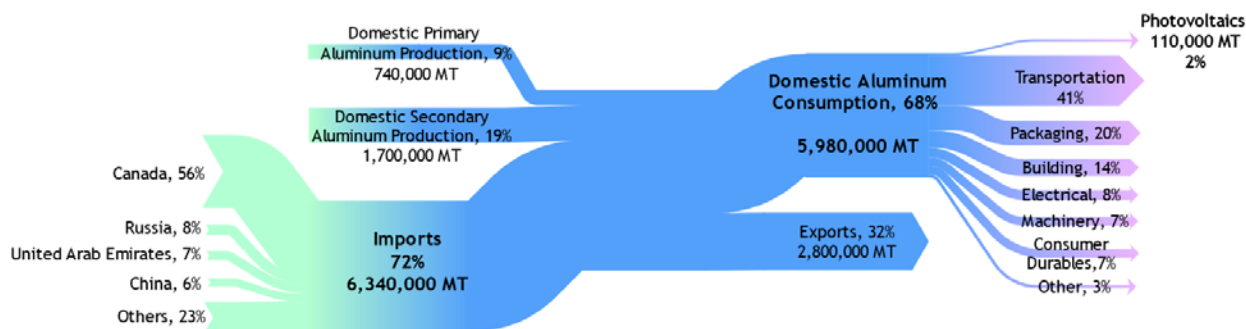 Domestic Primary
Aluminum Production, 9%
740,000 MT
Domestic Secondary
Aluminum Production, 19%
1,700,000 MT
Canada, 56%
Russia, 8%
United Arab Emirates, 7%
China, 6%
Others, 23%
Imports
72%
6,340,000 MT
Domestic Aluminum
Consumption, 68%
5,980,000 MT
Exports, 32%
2,800,000 MT
Photovoltaics
110,000 MT
2%
Transportation
41%
Packaging, 20%
Building, 14%
Electrical, 8%
Machinery, 7%
Consumer
Durables,7%
Other, 3%